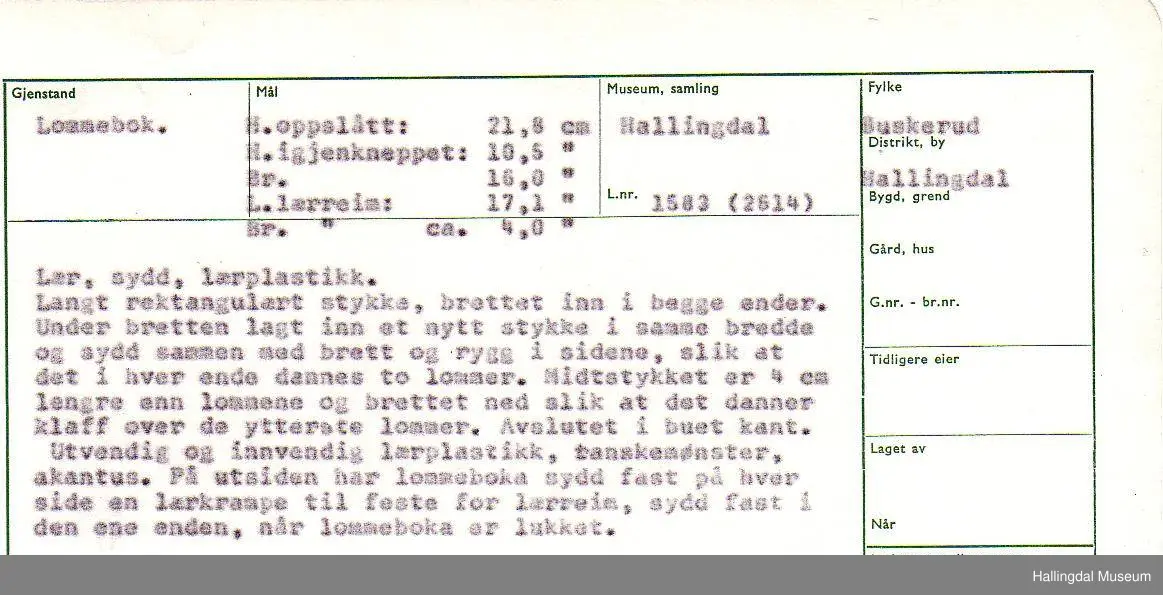 Gjenstand
Lommebok.
Mål
H.oppslått: 21,8 cm
H.igjenkneppet: 10,5 "
Br. 16,0 "
L.lærreim: 17,1 "
Br. " ca. 4,0 "
Museum, samling
Hallingdal
L.nr. 1583 (2614)
Fylke
Buskerud
Distrikt, by
Hallingdal
Bygd, grend
Gård, hus
G.nr. - br.nr.
Tidligere eier
Laget av
Når
Lær, sydd, lærplastikk.
Langt rektangulært stykke, brettet inn i begge ender.
Under bretten lagt inn et nytt stykke i samme bredde
og sydd sammen med brett og rygg i sidene, slik at
det i hver ende dannes to lommer. Midtstykket er 4 cm
lengre enn lommene og brettet ned slik at det danner
klaff over de ytterste lommer. Avslutet i buet kant.
Utvendig og innvendig lærplastikk, tanskemønster,
akantus. På utsiden har lommeboka sydd fast på hver
side en lærkrampe til feste for lærreim, sydd fast i
den ene enden, når lommeboka er lukket.
Hallingdal Museum